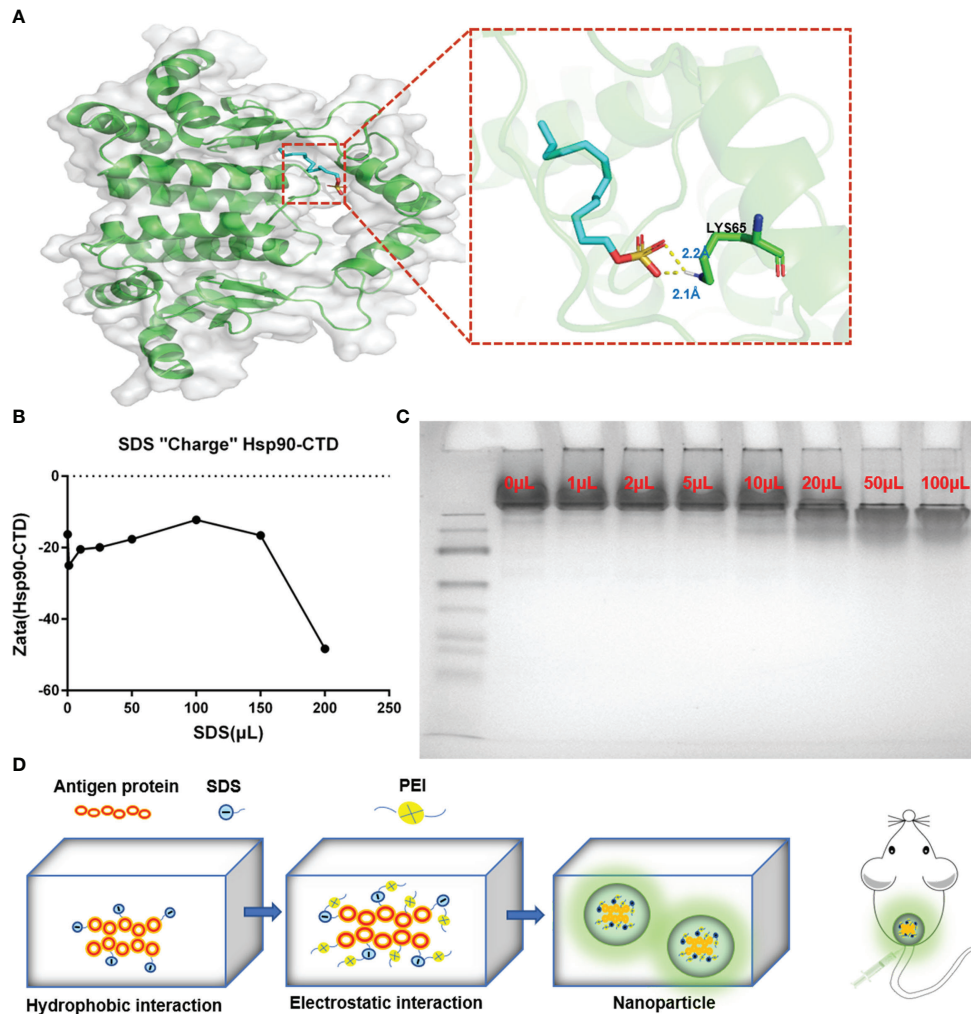 A
LYS65
2.2Å
2.1Å
B
SDS "Charge" Hsp90-CTD
0
-20
-40
-60
Zata(Hsp90-CTD)
0 50 100 150 200 250
SDS(µL)
C
0µL 1µL 2µL 5µL 10µL 20µL 50µL 100µL
D
Antigen protein SDS PEI
Hydrophobic interaction Electrostatic interaction Nanoparticle